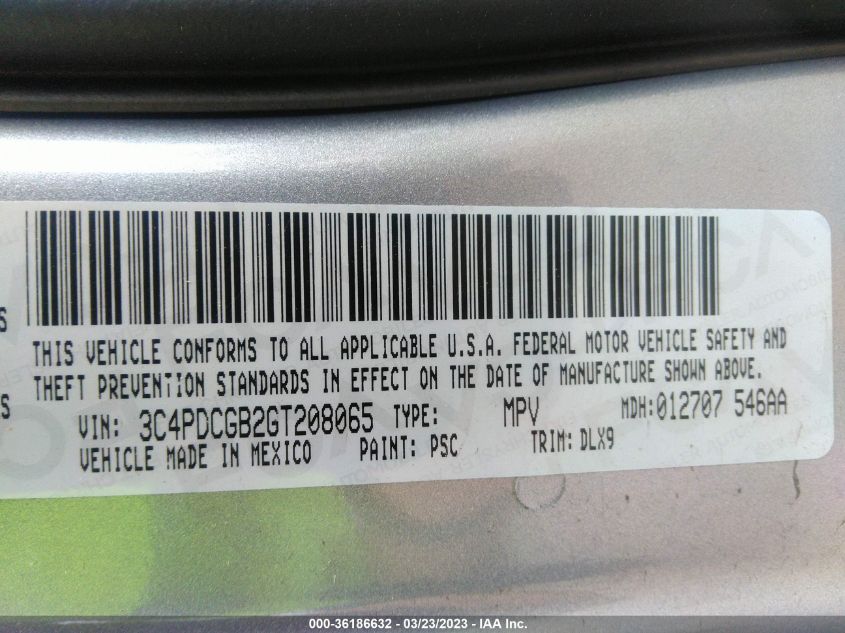 THIS VEHICLE CONFORMS TO ALL APPLICABLE U.S.A. FEDERAL MOTOR VEHICLE SAFETY AND
THEFT PREVENTION STANDARDS IN EFFECT ON THE DATE OF MANUFACTURE SHOWN ABOVE.
VIN: 3C4PDCGB2GT208065 TYPE: MPV MDH:012707 546AA
VEHICLE MADE IN MEXICO PAINT: PSC TRIM: DLX9
000-36186632 - 03/23/2023 - IAA Inc.